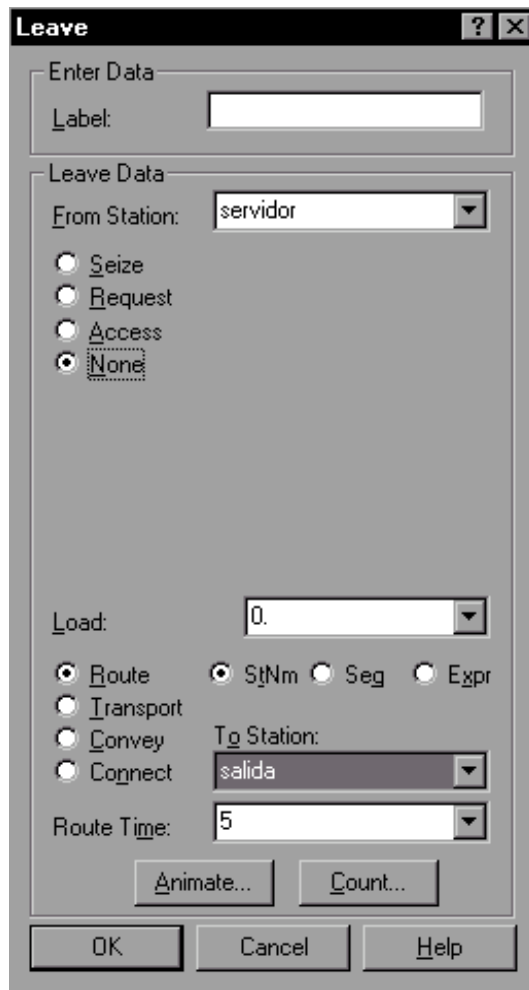 Leave
Enter Data
Label:
Leave Data
From Station: servidor
Seize
Request
Access
None
Load: 0.
Route StNm Seg Expr
Transport
Convey To Station:
Connect salida
Route Time: 5
Animate... Count...
OK Cancel Help